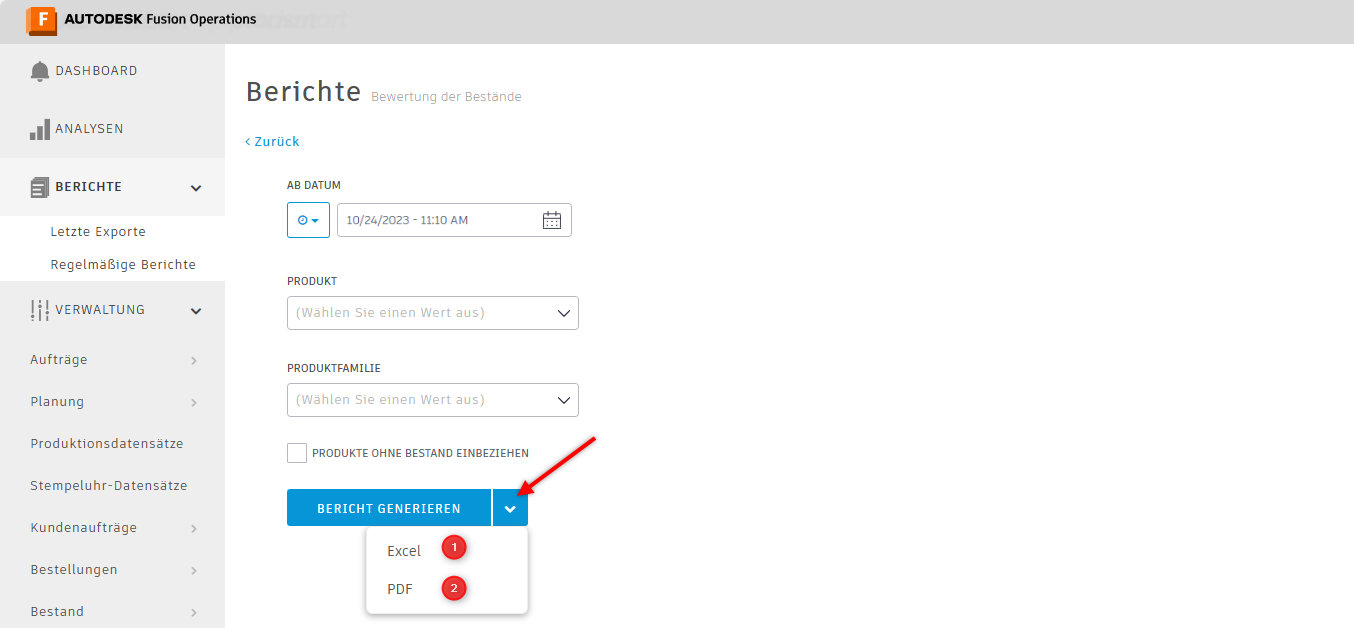 AUTODESK Fusion Operations
DASHBOARD
ANALYSEN
BERICHTE
Letzte Exporte
Regelmäßige Berichte
VERWALTUNG
Aufträge
Planung
Produktionsdatensätze
Stempeluhr-Datensätze
Kundenaufträge
Bestellungen
Bestand
Berichte Bewertung der Bestände
‹ Zurück
AB DATUM
10/24/2023 - 11:10 AM
PRODUKT
(Wählen Sie einen Wert aus)
PRODUKTFAMILIE
(Wählen Sie einen Wert aus)
PRODUKTE OHNE BESTAND EINBEZIEHEN
BERICHT GENERIEREN
Excel 1
PDF 2